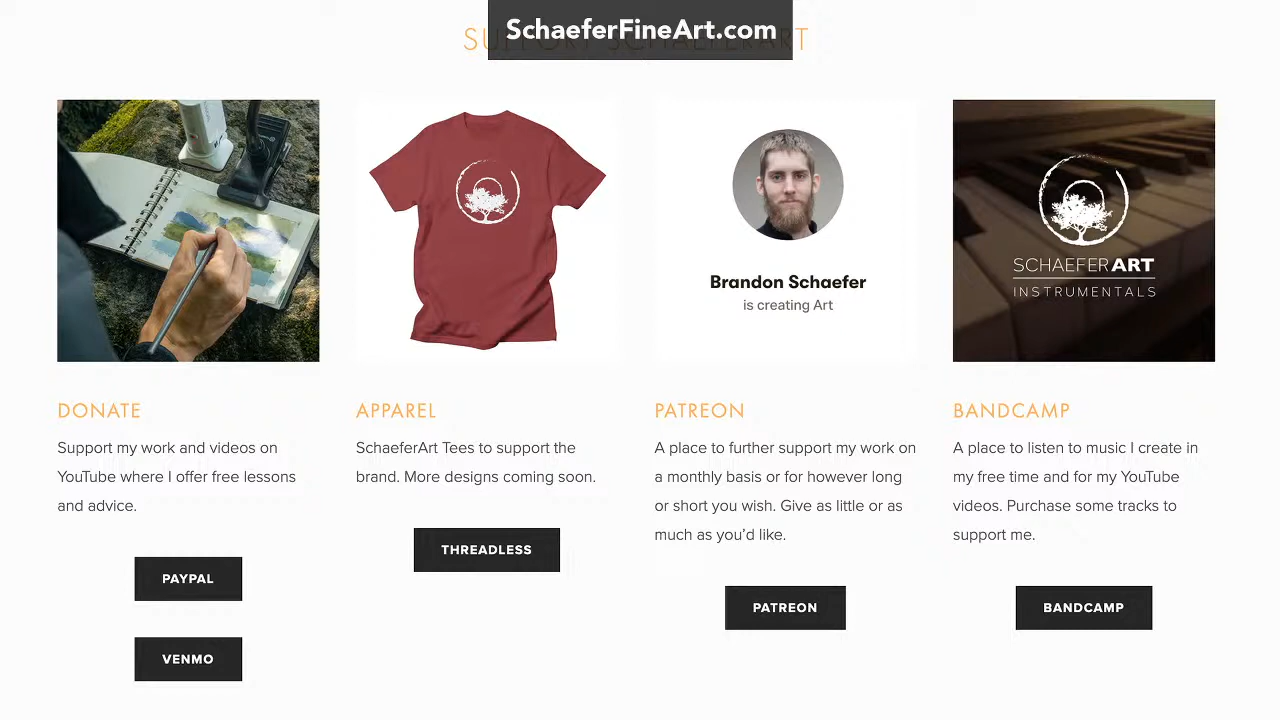 SchaeferFineArt.com
SUPPORT SCHAEFERART
Brandon Schaefer
is creating Art
SCHAEFERART
INSTRUMENTALS
DONATE
Support my work and videos on
YouTube where I offer free lessons
and advice.
PAYPAL
VENMO
APPAREL
SchaeferArt Tees to support the
brand. More designs coming soon.
THREADLESS
PATREON
A place to further support my work on
a monthly basis or for however long
or short you wish. Give as little or as
much as you’d like.
PATREON
BANDCAMP
A place to listen to music I create in
my free time and for my YouTube
videos. Purchase some tracks to
support me.
BANDCAMP